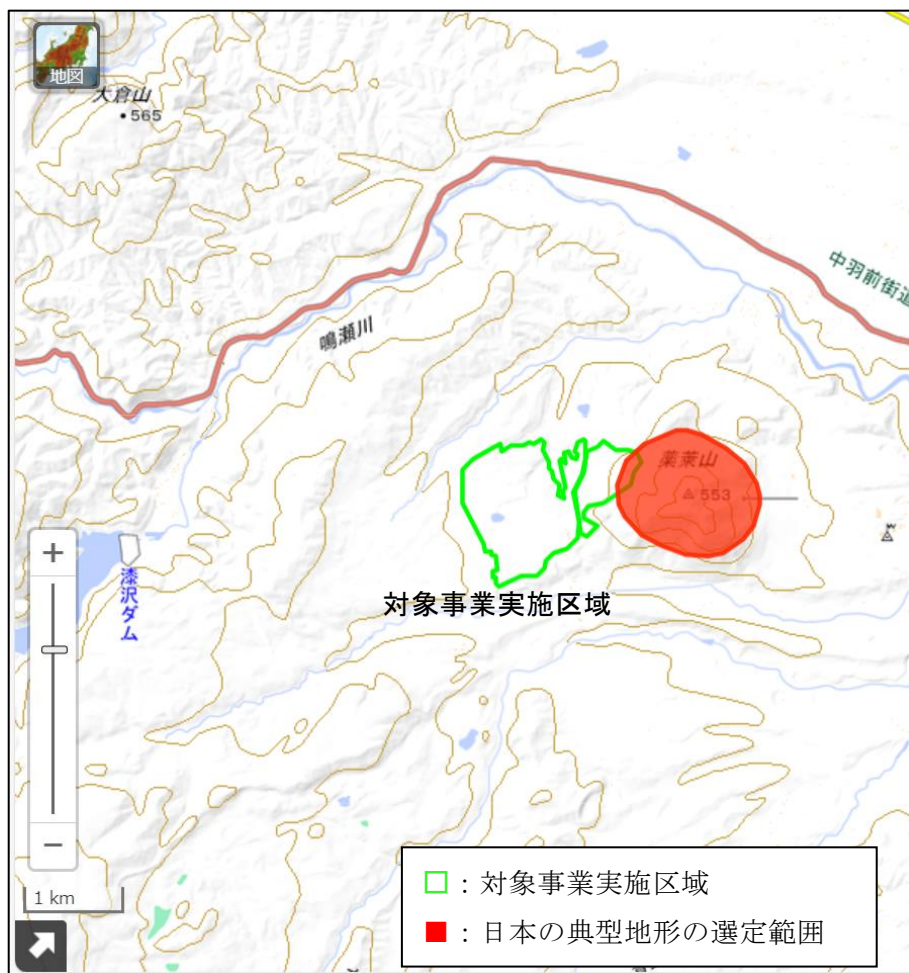 地図
大倉山
・565
中羽前街道
鳴瀬川
薬莱山
553
漆沢ダム
対象事業実施区域
+
−
1 km
：対象事業実施区域
：日本の典型地形の選定範囲